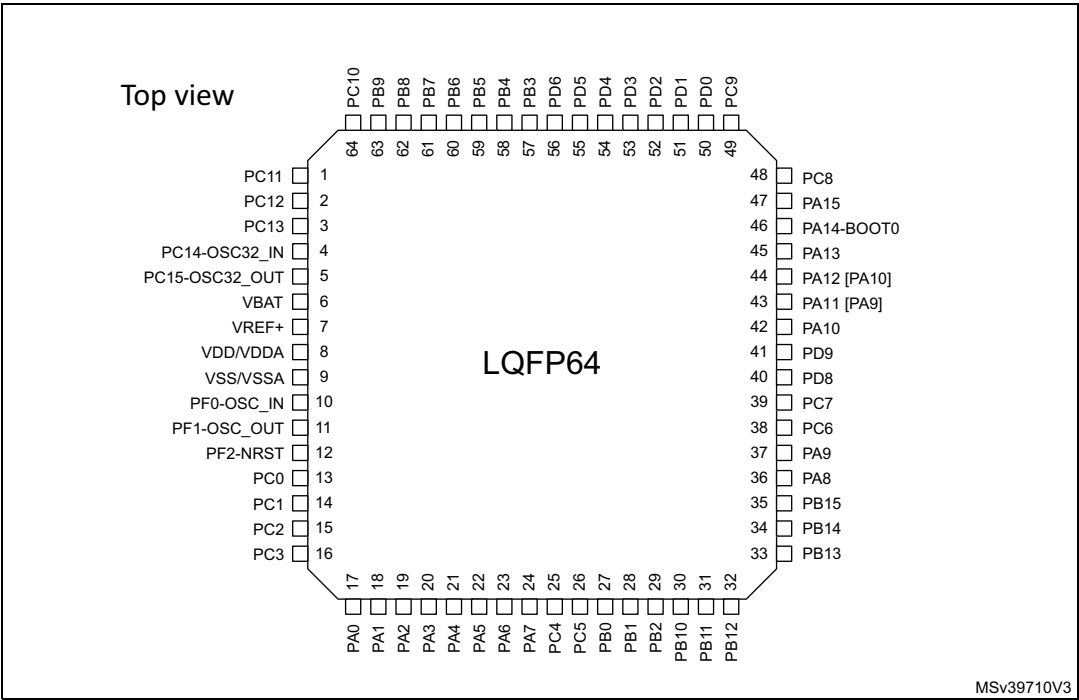 Top view
PC10 PB9 PB8 PB7 PB6 PB5 PB4 PB3 PD6 PD5 PD4 PD3 PD2 PD1 PD0 PC9
64 63 62 61 60 59 58 57 56 55 54 53 52 51 50 49
PC11 1 48 PC8
PC12 2 47 PA15
PC13 3 46 PA14-BOOT0
PC14-OSC32_IN 4 45 PA13
PC15-OSC32_OUT 5 44 PA12 [PA10]
VBAT 6 43 PA11 [PA9]
VREF+ 7 42 PA10
VDD/VDDA 8 41 PD9
LQFP64
VSS/VSSA 9 40 PD8
PF0-OSC_IN 10 39 PC7
PF1-OSC_OUT 11 38 PC6
PF2-NRST 12 37 PA9
PC0 13 36 PA8
PC1 14 35 PB15
PC2 15 34 PB14
PC3 16 33 PB13
17 18 19 20 21 22 23 24 25 26 27 28 29 30 31 32
PA0 PA1 PA2 PA3 PA4 PA5 PA6 PA7 PC4 PC5 PB0 PB1 PB2 PB10 PB11 PB12
MSv39710V3